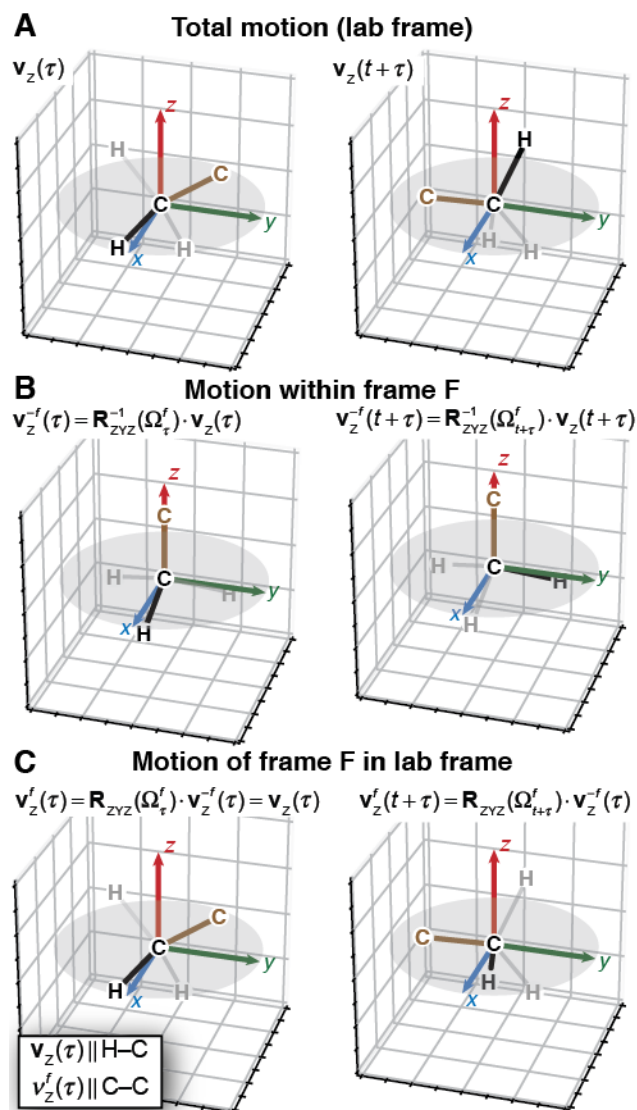 A Total motion (lab frame)
v_z(τ) v_z(t+τ)
z z
H H
C C
C C
y y
H H H H
x x
B Motion within frame F
v_z^{-f}(τ) = R_{ZYZ}^{-1}(Ω_τ^f)·v_z(τ) v_z^{-f}(t+τ) = R_{ZYZ}^{-1}(Ω_{t+τ}^f)·v_z(t+τ)
z z
C C
H C H H C H
y y
x H x H
C Motion of frame F in lab frame
v_z^f(τ) = R_{ZYZ}(Ω_τ^f)·v_z^{-f}(τ) = v_z(τ) v_z^f(t+τ) = R_{ZYZ}(Ω_{t+τ}^f)·v_z^{-f}(τ)
z z
H H
C C
C C
y y
H H H H
x x
v_z(τ) || H–C
ν_z^f(τ) || C–C